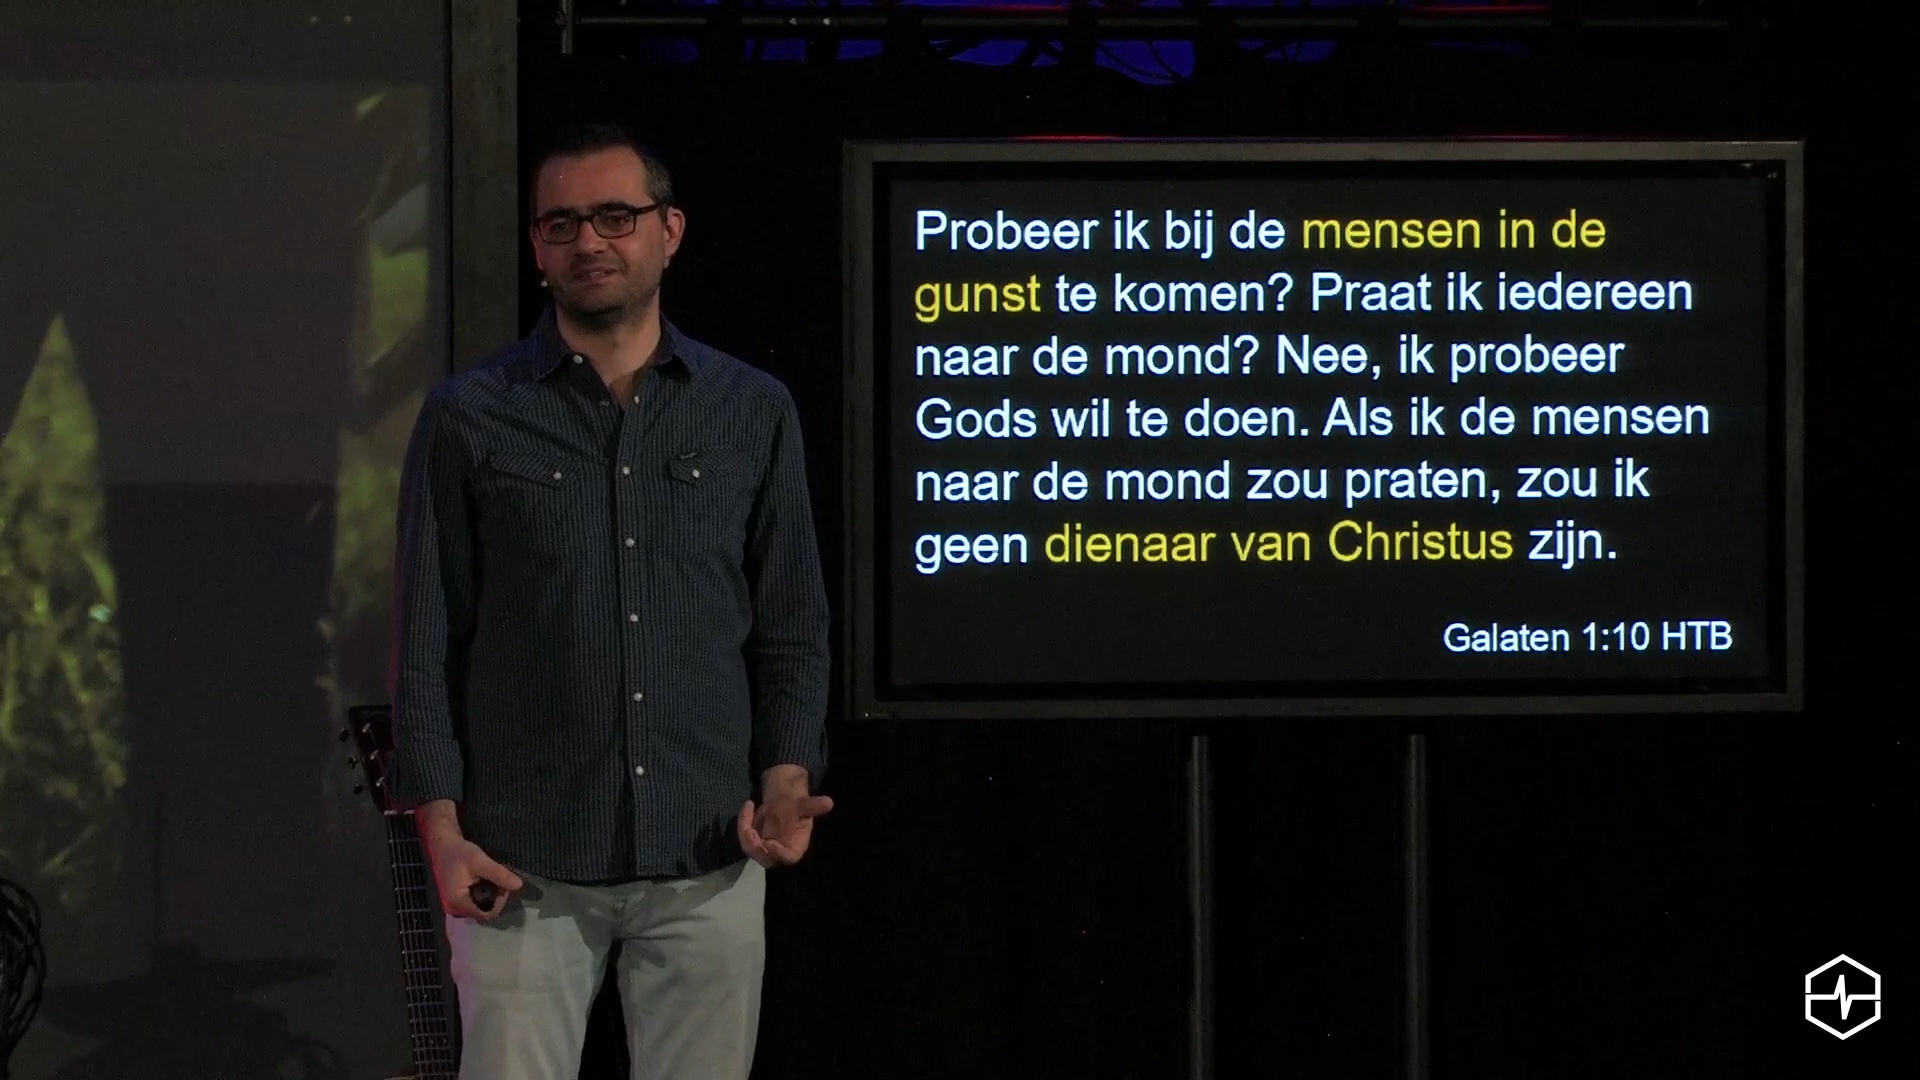 Probeer ik bij de mensen in de
gunst te komen? Praat ik iedereen
naar de mond? Nee, ik probeer
Gods wil te doen. Als ik de mensen
naar de mond zou praten, zou ik
geen dienaar van Christus zijn.
Galaten 1:10 HTB